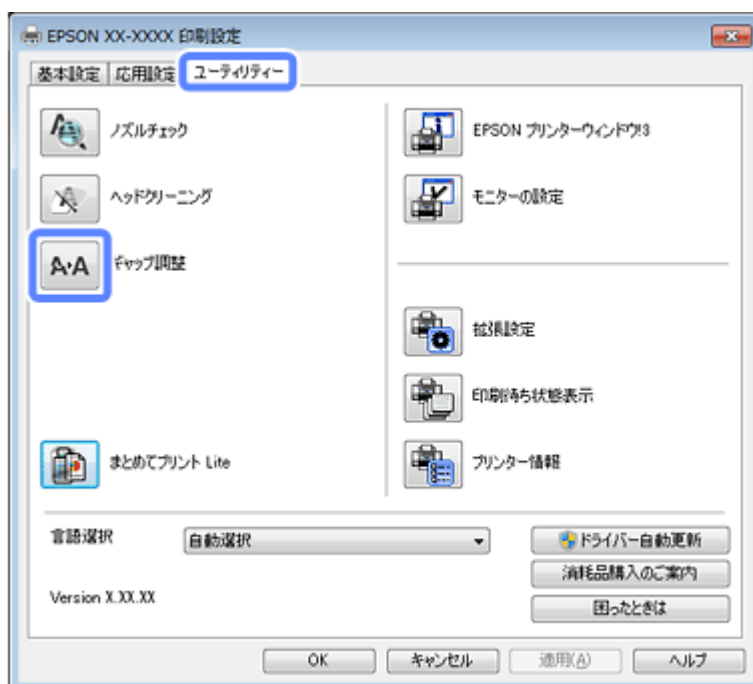 EPSON XX-XXXX 印刷設定
基本設定 応用設定 ユーティリティー
ノズルチェック
ヘッドクリーニング
A▸A ギャップ調整
まとめてプリント Lite
EPSON プリンターウィンドウ!3
モニターの設定
拡張設定
印刷待ち状態表示
プリンター情報
言語選択 自動選択
Version X.XX.XX
ドライバー自動更新
消耗品購入のご案内
困ったときは
OK キャンセル 適用(A) ヘルプ